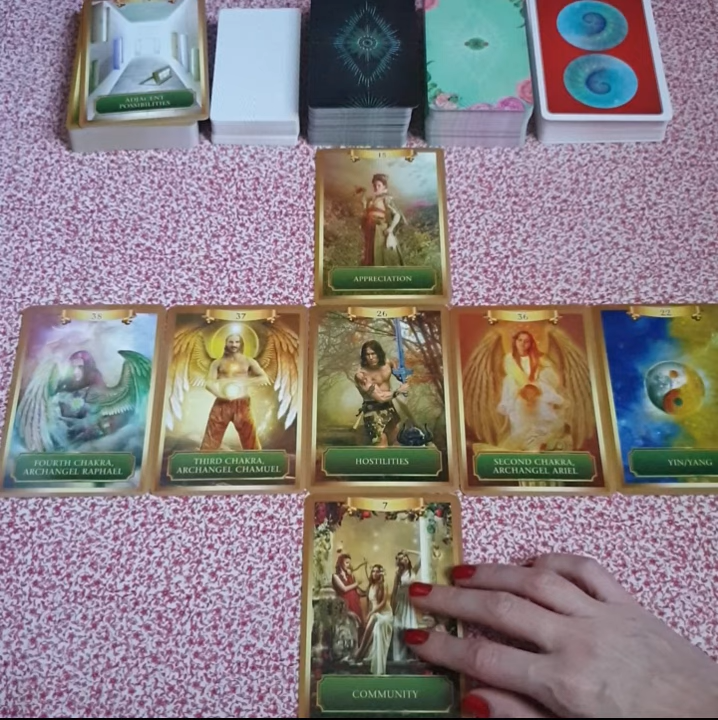 ADJACENT
POSSIBILITIES
15
APPRECIATION
38
FOURTH CHAKRA,
ARCHANGEL RAPHAEL
37
THIRD CHAKRA,
ARCHANGEL CHAMUEL
26
HOSTILITIES
36
SECOND CHAKRA,
ARCHANGEL ARIEL
22
YIN/YANG
7
COMMUNITY